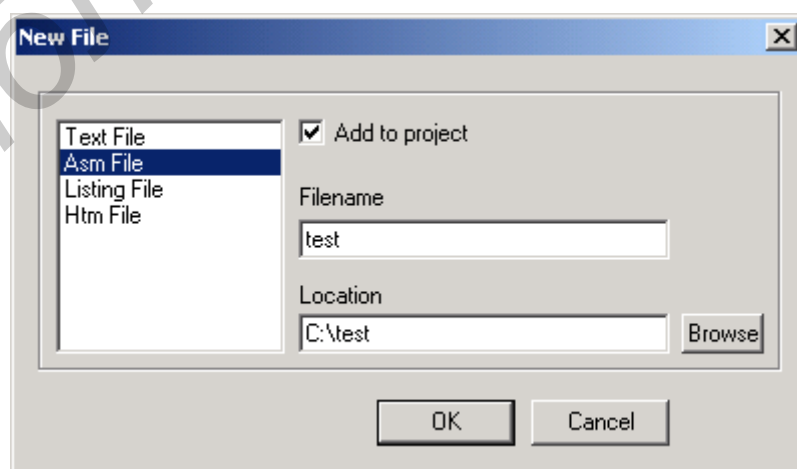 New File
Text File
Asm File
Listing File
Htm File
Add to project
Filename
test
Location
C:\test
Browse
OK
Cancel